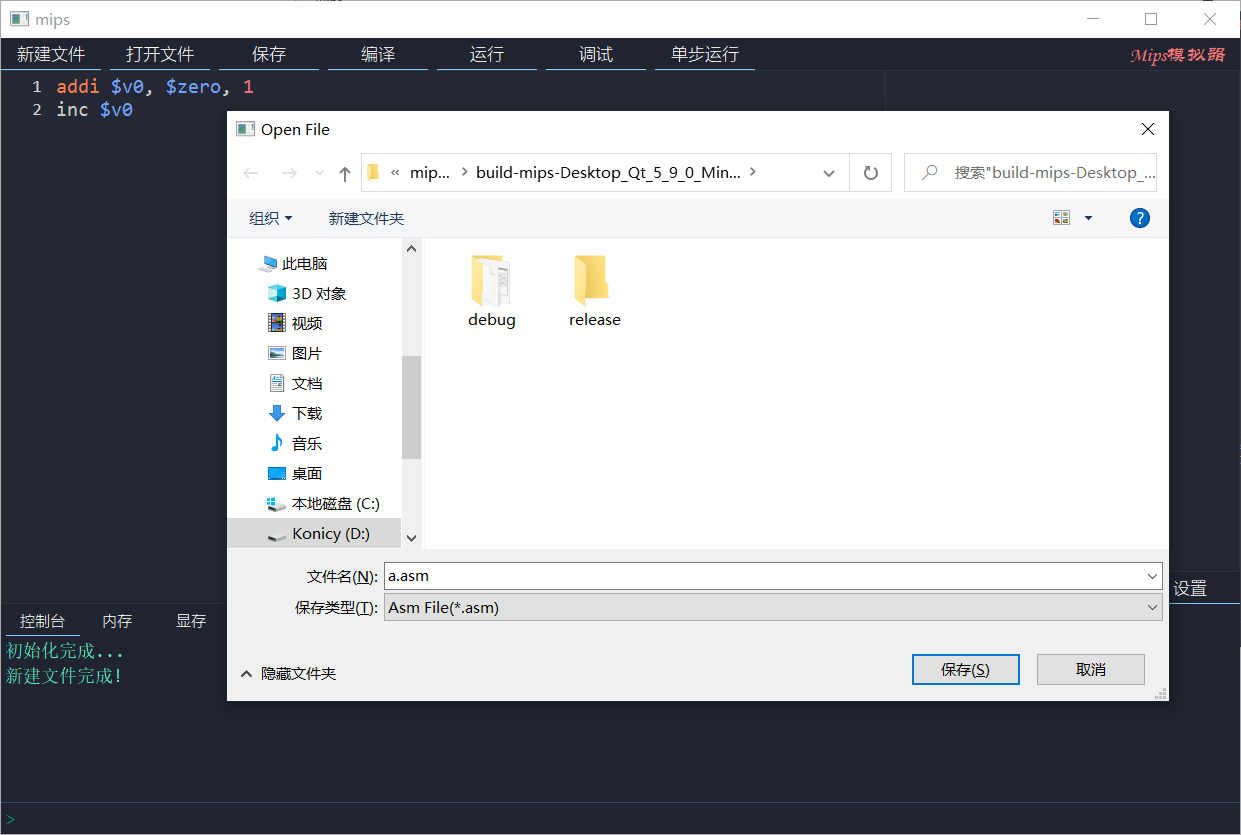 mips
新建文件 打开文件 保存 编译 运行 调试 单步运行 Mips模拟器
1 addi $v0, $zero, 1
2 inc $v0
Open File
« mip... > build-mips-Desktop_Qt_5_9_0_Min... > 搜索"build-mips-Desktop_...
组织 新建文件夹 ?
此电脑
3D 对象
视频
图片
文档
下载
音乐
桌面
本地磁盘 (C:)
Konicy (D:)
debug release
文件名(N): a.asm
保存类型(T): Asm File(*.asm)
隐藏文件夹 保存(S) 取消
设置
控制台 内存 显存
初始化完成...
新建文件完成!
>